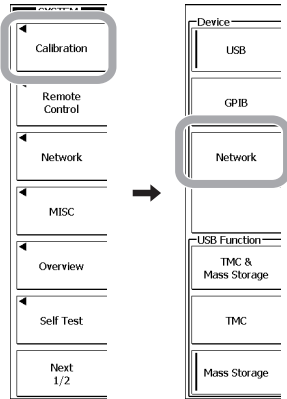 SYSTEM
Calibration
Remote
Control
Network
MISC
Overview
Self Test
Next
1/2
Device
USB
GPIB
Network
USB Function
TMC &
Mass Storage
TMC
Mass Storage